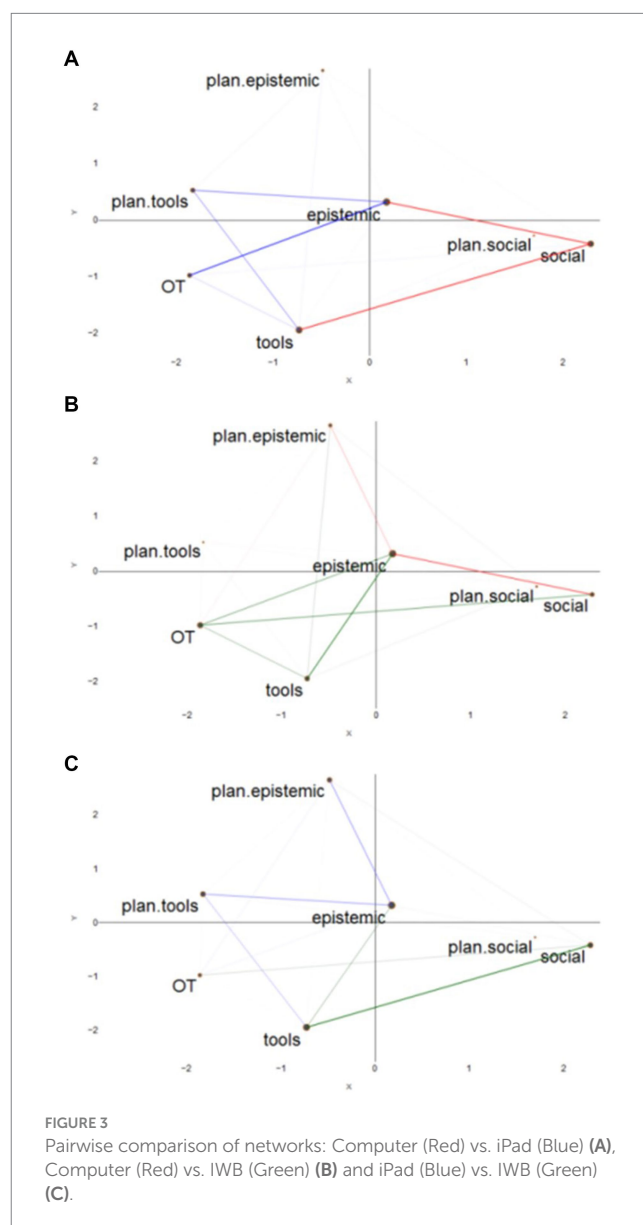 A
plan.epistemic
2
1
plan.tools
Y
0
epistemic
plan.social
social
-1
OT
-2
tools
-2
-1
0
1
2
X
B
plan.epistemic
2
1
plan.tools
Y
0
epistemic
plan.social
social
-1
OT
tools
-2
-2
-1
0
1
2
X
C
plan.epistemic
2
1
plan.tools
Y
0
epistemic
plan.social
social
-1
OT
-2
tools
-2
-1
0
1
2
X
FIGURE 3
Pairwise comparison of networks: Computer (Red) vs. iPad (Blue) (A),
Computer (Red) vs. IWB (Green) (B) and iPad (Blue) vs. IWB (Green)
(C).